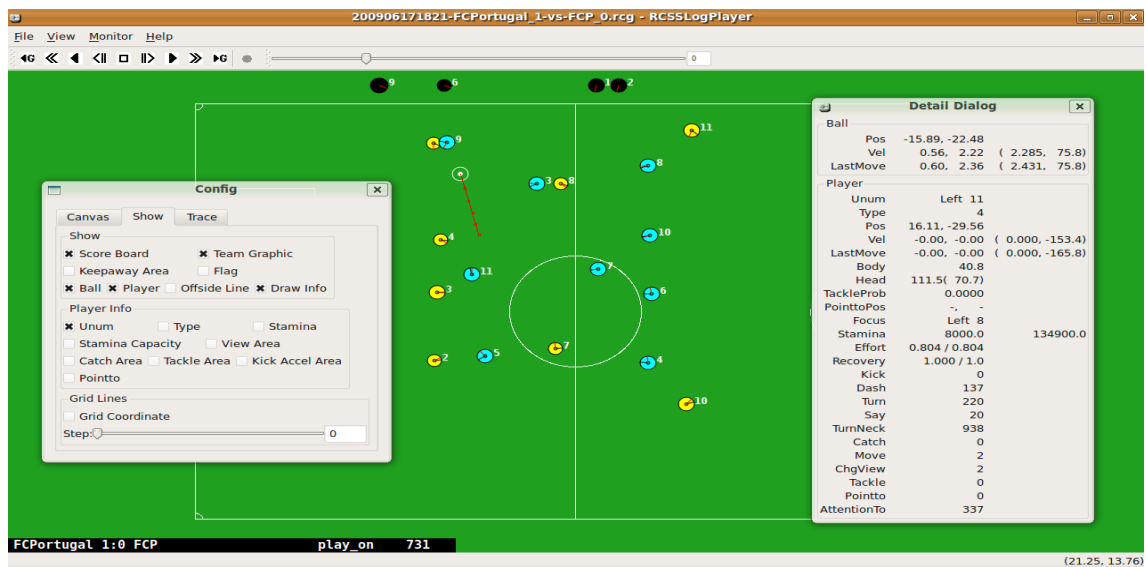 200906171821-FCPortugal_1-vs-FCP_0.rcg - RCSSLogPlayer
File View Monitor Help
G G 0
9 6 1 2
11
9
8
3 8
10
4
7
11
6
3
7
5
2
4
10
Config
Canvas Show Trace
Show
Score Board Team Graphic
Keepaway Area Flag
Ball Player Offside Line Draw Info
Player Info
Unum Type Stamina
Stamina Capacity View Area
Catch Area Tackle Area Kick Accel Area
Pointto
Grid Lines
Grid Coordinate
Step: 0
Detail Dialog
Ball
Pos -15.89, -22.48
Vel 0.56, 2.22 ( 2.285, 75.8)
LastMove 0.60, 2.36 ( 2.431, 75.8)
Player
Unum Left 11
Type 4
Pos 16.11, -29.56
Vel -0.00, -0.00 ( 0.000, -153.4)
LastMove -0.00, -0.00 ( 0.000, -165.8)
Body 40.8
Head 111.5( 70.7)
TackleProb 0.0000
PointtoPos -, -
Focus Left 8
Stamina 8000.0 134900.0
Effort 0.804 / 0.804
Recovery 1.000 / 1.0
Kick 0
Dash 137
Turn 220
Say 20
TurnNeck 938
Catch 0
Move 2
ChgView 2
Tackle 0
Pointto 0
AttentionTo 337
FCPortugal 1:0 FCP play_on 731
(21.25, 13.76)